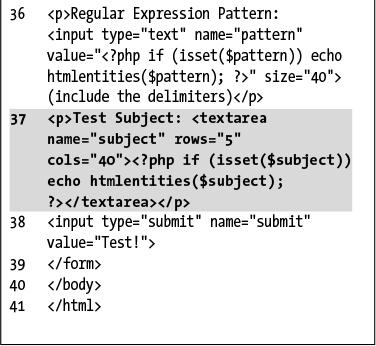 36 <p>Regular Expression Pattern:
<input type="text" name="pattern"
value="<?php if (isset($pattern)) echo
htmlentities($pattern); ?>" size="40">
(include the delimiters)</p>
37 <p>Test Subject: <textarea
name="subject" rows="5"
cols="40"><?php if (isset($subject))
echo htmlentities($subject);
?></textarea></p>
38 <input type="submit" name="submit"
value="Test!">
39 </form>
40 </body>
41 </html>